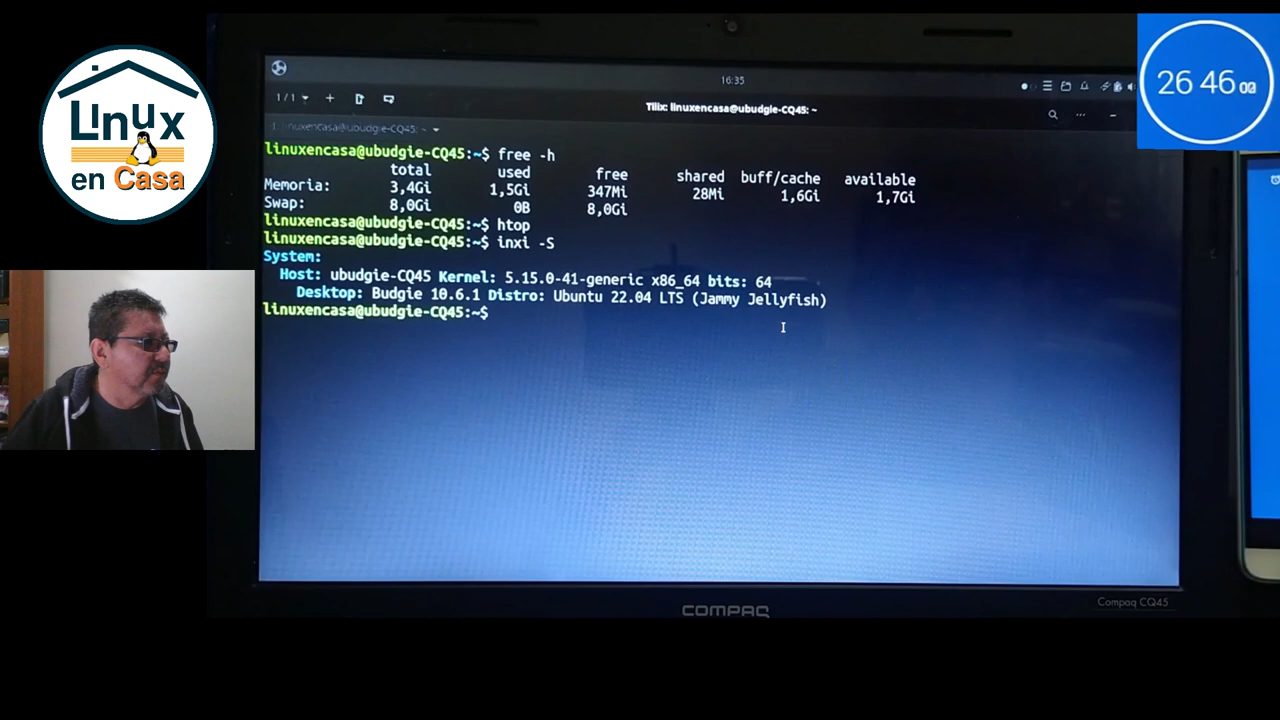 Linux
en Casa
26 46 00
16:35
1/1
Tilix: linuxencasa@ubudgie-CQ45: ~
linuxencasa@ubudgie-CQ45: ~
linuxencasa@ubudgie-CQ45:~$ free -h
total used free shared buff/cache available
Memoria: 3,4Gi 1,5Gi 347Mi 28Mi 1,6Gi 1,7Gi
Swap: 8,0Gi 0B 8,0Gi
linuxencasa@ubudgie-CQ45:~$ htop
linuxencasa@ubudgie-CQ45:~$ inxi -S
System:
Host: ubudgie-CQ45 Kernel: 5.15.0-41-generic x86_64 bits: 64
Desktop: Budgie 10.6.1 Distro: Ubuntu 22.04 LTS (Jammy Jellyfish)
linuxencasa@ubudgie-CQ45:~$
COMPAQ
Compaq CQ45